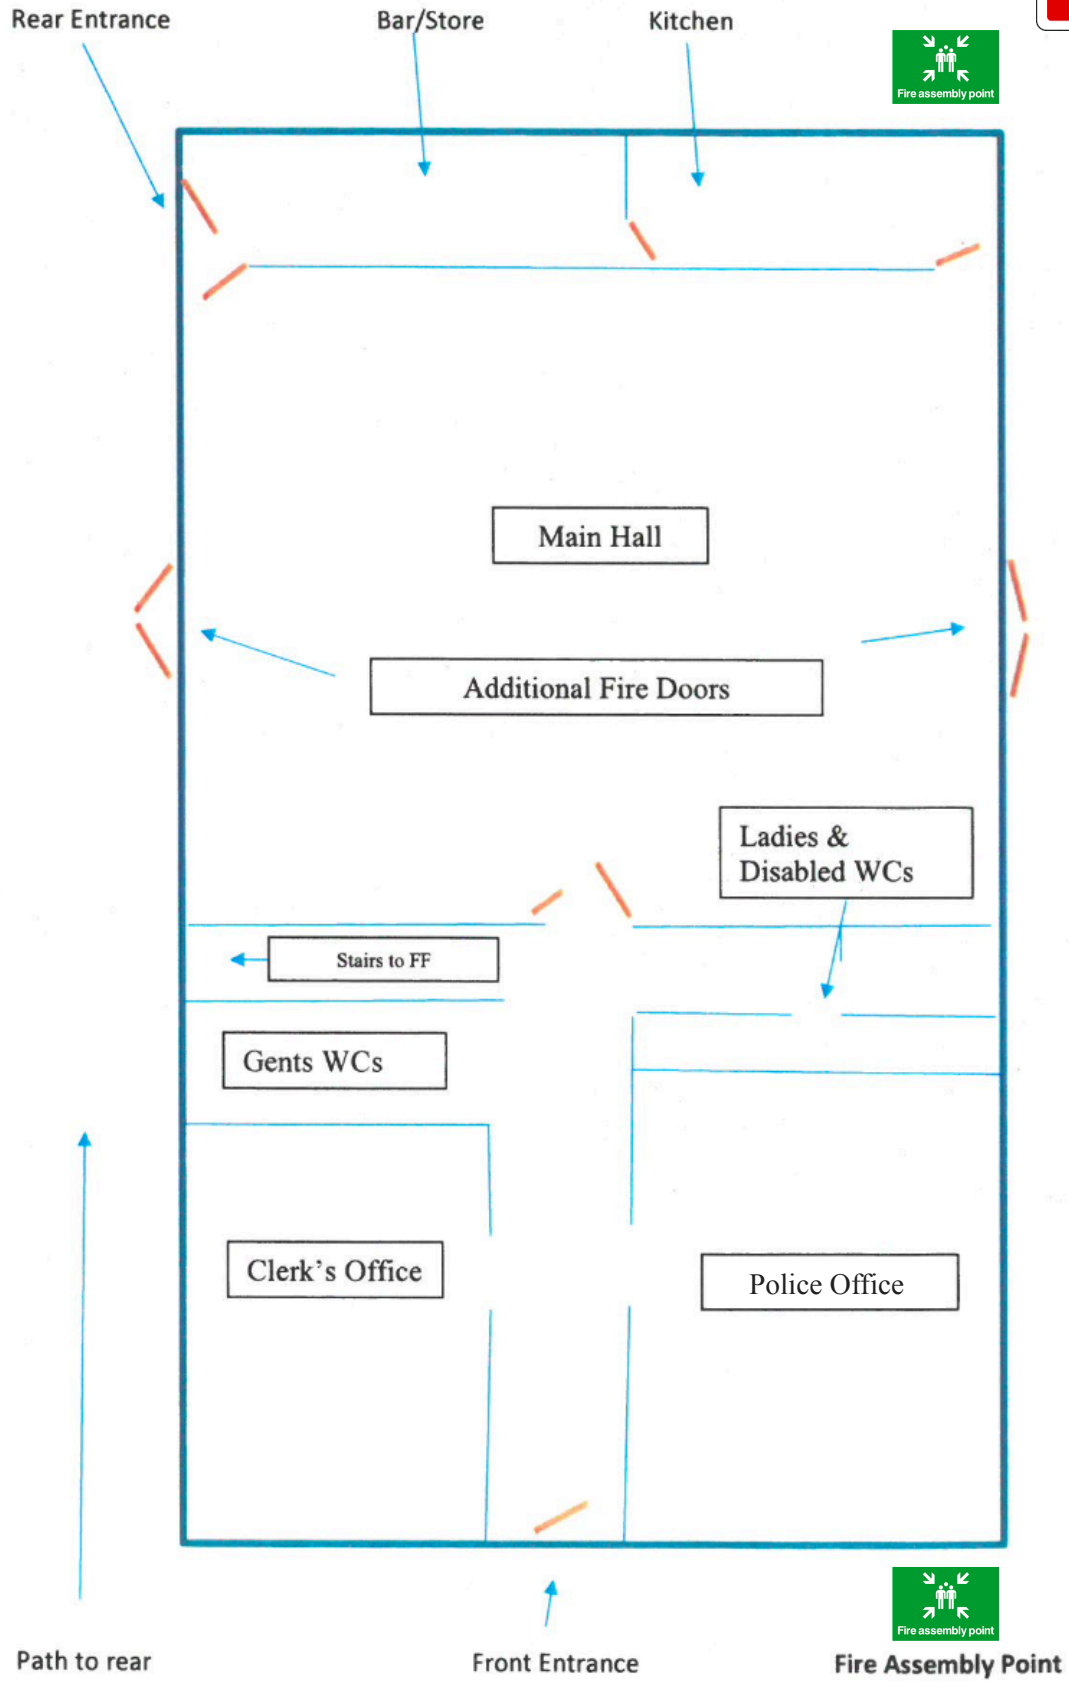 Rear Entrance
Bar/Store
Kitchen
Fire assembly point
Main Hall
Additional Fire Doors
Ladies &
Disabled WCs
Stairs to FF
Gents WCs
Clerk's Office
Police Office
Fire assembly point
Path to rear
Front Entrance
Fire Assembly Point